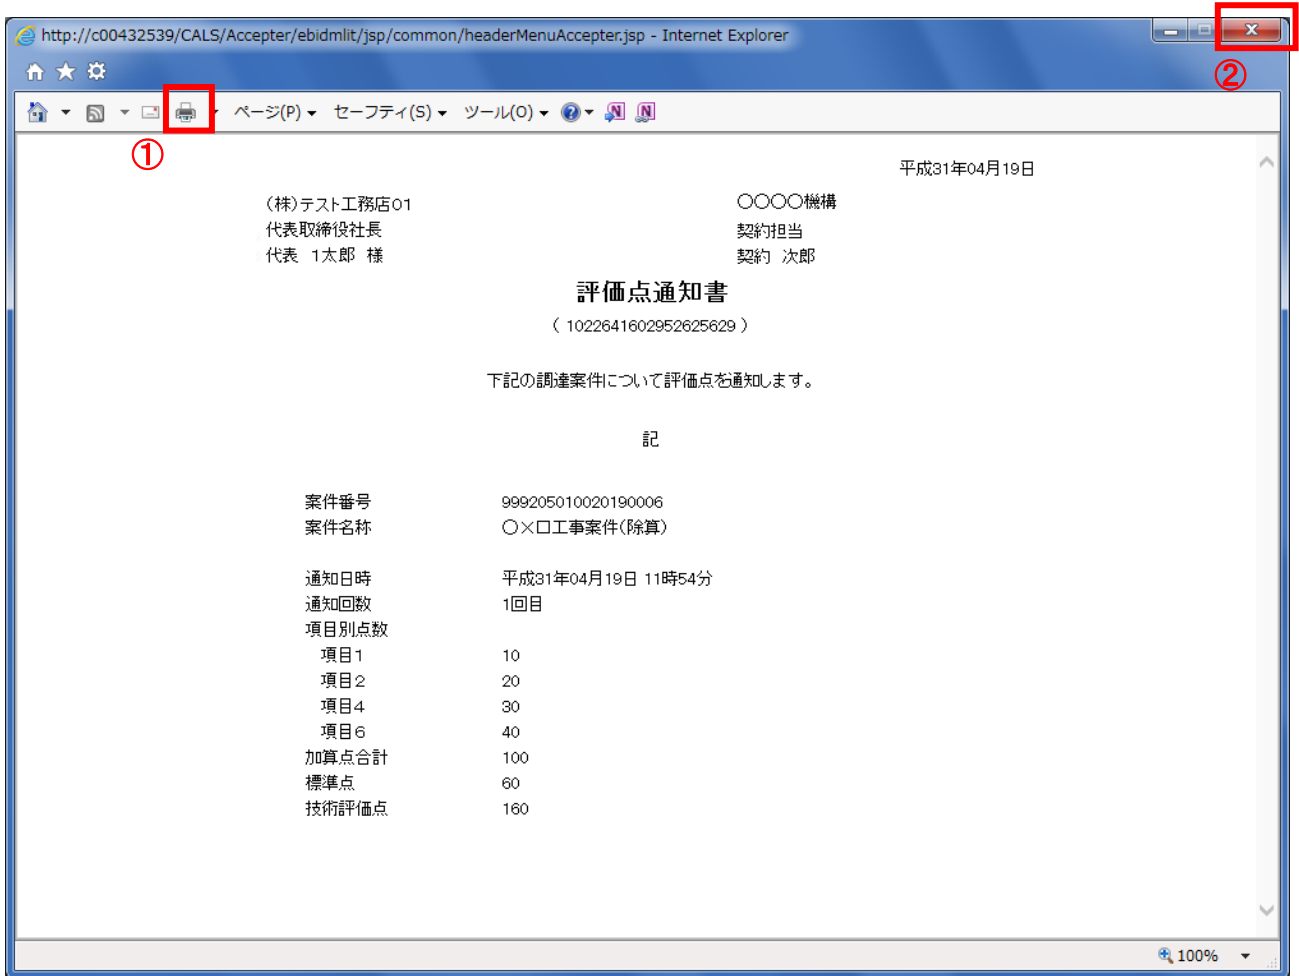 http://c00432539/CALS/Accepter/ebidmlit/jsp/common/headerMenuAccepter.jsp - Internet Explorer
②
ページ(P) セーフティ(S) ツール(O)
①
平成31年04月19日
(株)テスト工務店01
○○○○機構
代表取締役社長
契約担当
代表 1太郎 様
契約 次郎
評価点通知書
( 1022641602952625629 )
下記の調達案件について評価点を通知します。
記
案件番号 999205010020190006
案件名称 ○×□工事案件(除算)
通知日時 平成31年04月19日 11時54分
通知回数 1回目
項目別点数
項目1 10
項目2 20
項目4 30
項目6 40
加算点合計 100
標準点 60
技術評価点 160
100%